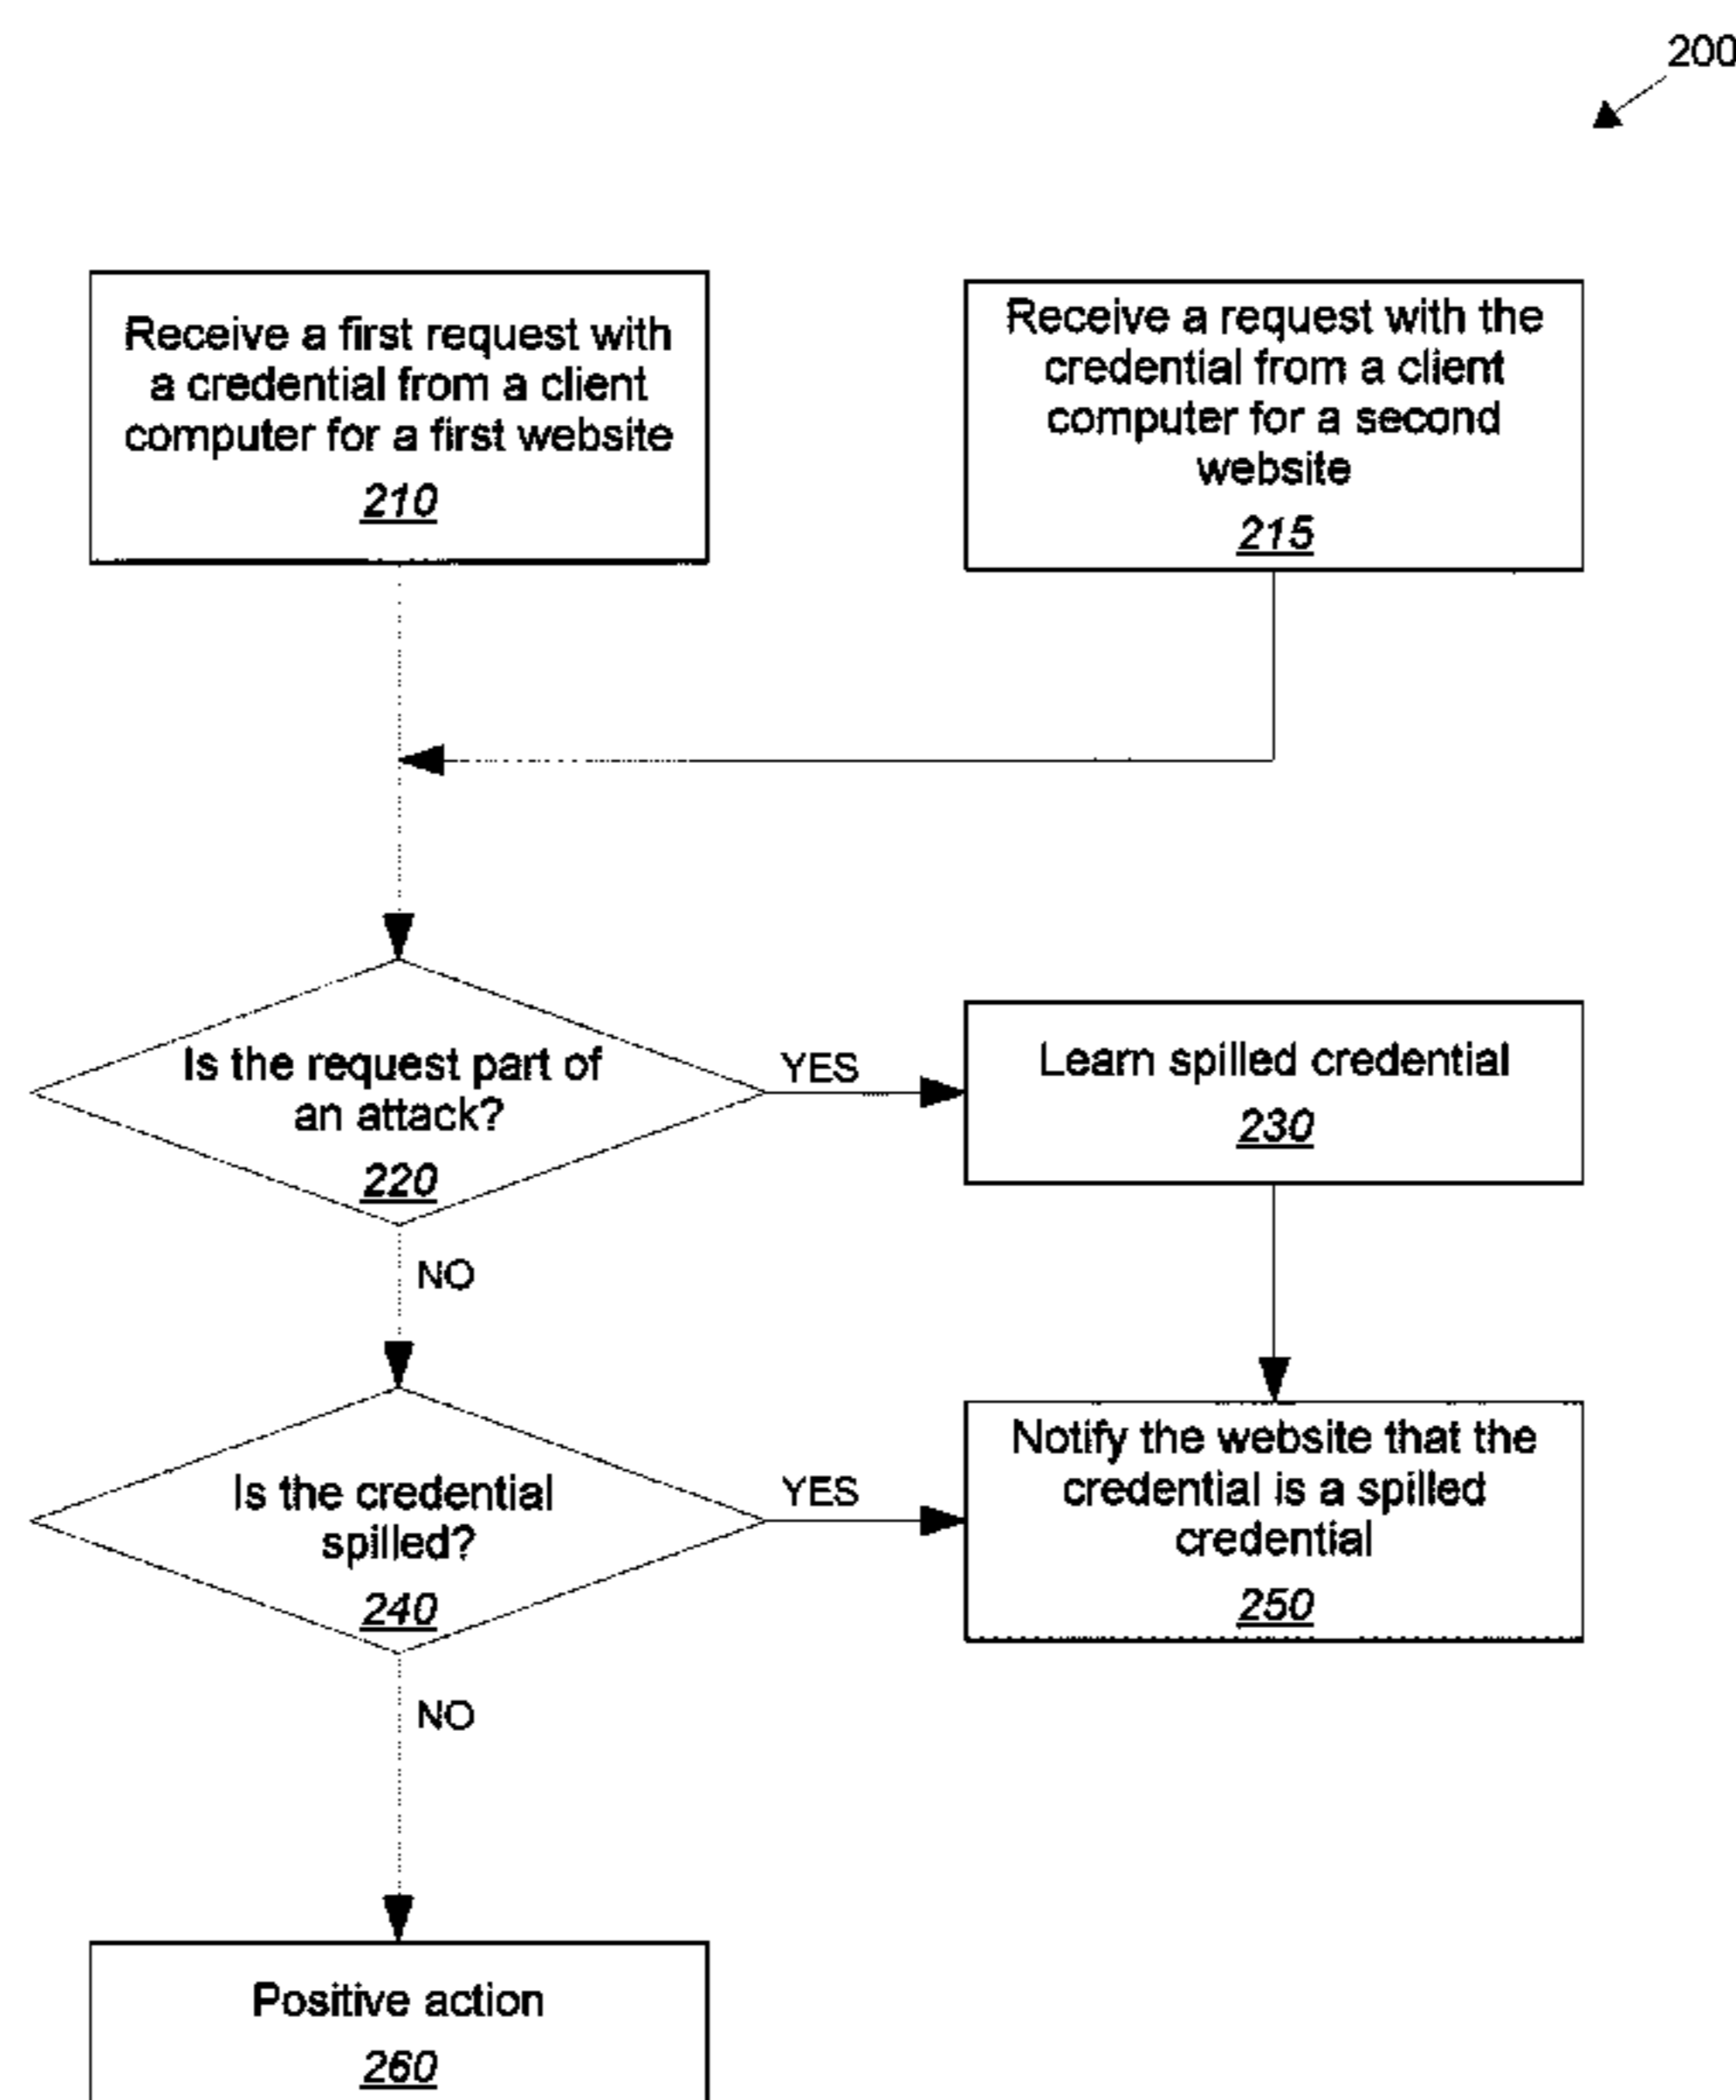 200
Receive a first request with
a credential from a client
computer for a first website
210
Receive a request with the
credential from a client
computer for a second
website
215
Is the request part of
an attack?
220
YES
Learn spilled credential
230
NO
Is the credential
spilled?
240
YES
Notify the website that the
credential is a spilled
credential
250
NO
Positive action
260